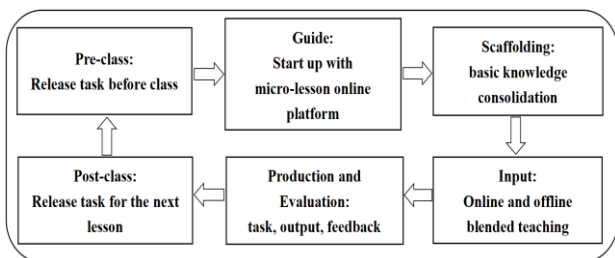 Pre-class:
Release task before class
Guide:
Start up with
micro-lesson online
platform
Scaffolding:
basic knowledge
consolidation
Post-class:
Release task for the next
lesson
Production and
Evaluation:
task, output, feedback
Input:
Online and offline
blended teaching